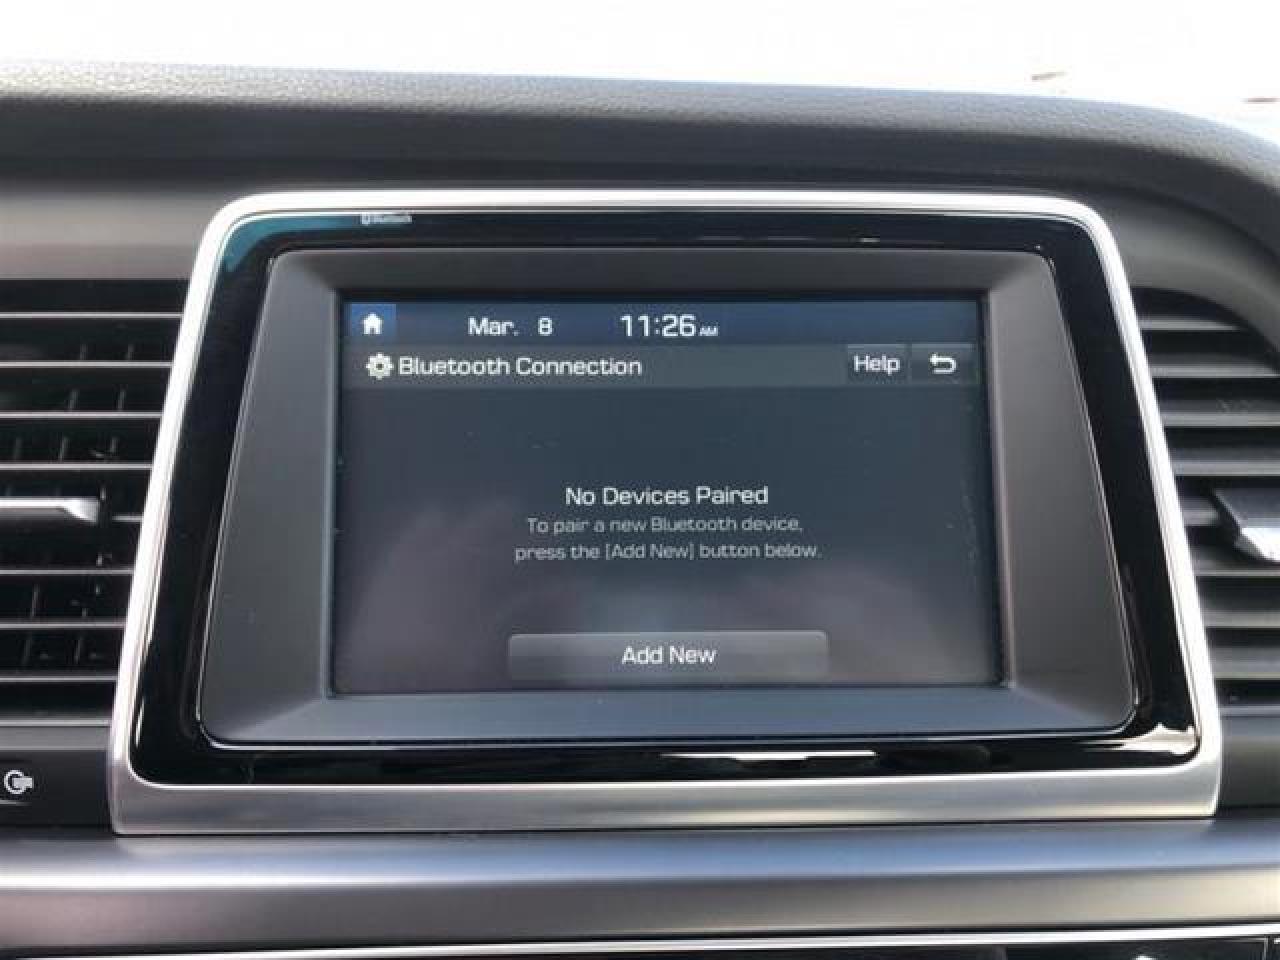 Bluetooth
Mar. 8 11:26 AM
Bluetooth Connection Help
No Devices Paired
To pair a new Bluetooth device,
press the [Add New] button below.
Add New